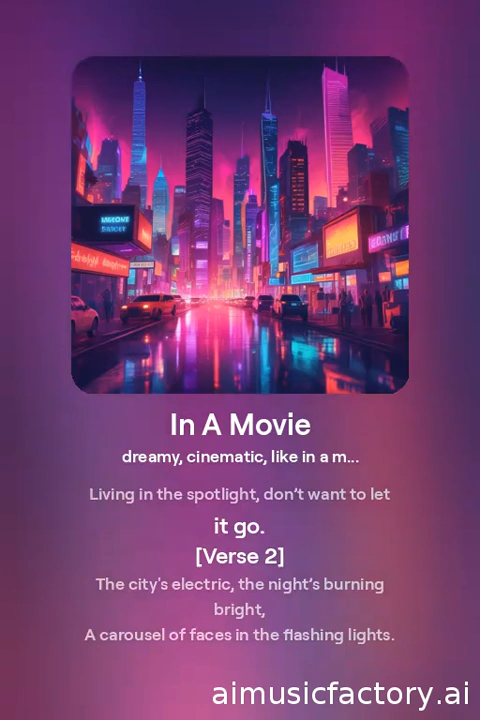 In A Movie
dreamy, cinematic, like in a m...
Living in the spotlight, don’t want to let
it go.
[Verse 2]
The city's electric, the night’s burning
bright,
A carousel of faces in the flashing lights.
aimusicfactory.ai